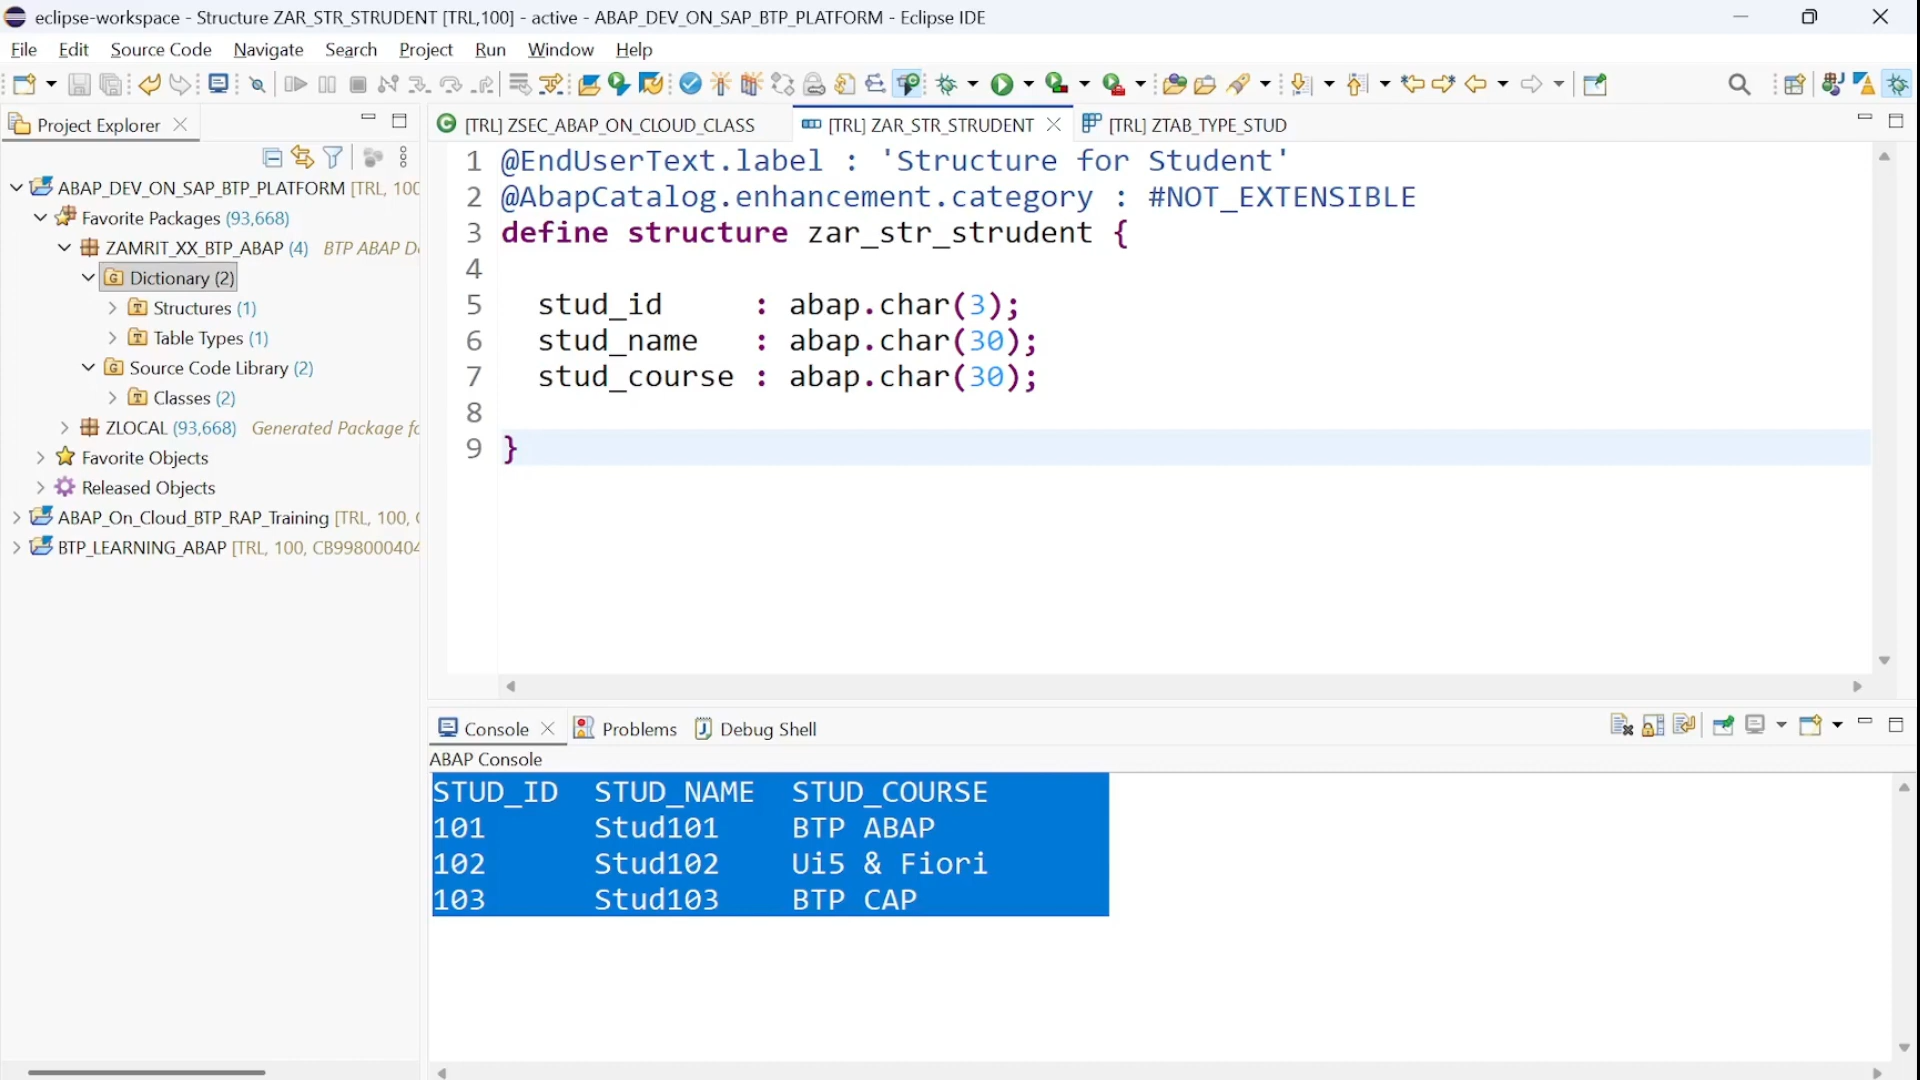 eclipse-workspace - Structure ZAR_STR_STRUDENT [TRL,100] - active - ABAP_DEV_ON_SAP_BTP_PLATFORM - Eclipse IDE
File Edit Source Code Navigate Search Project Run Window Help
Project Explorer
ABAP_DEV_ON_SAP_BTP_PLATFORM [TRL, 100
Favorite Packages (93,668)
ZAMRIT_XX_BTP_ABAP (4) BTP ABAP D
Dictionary (2)
Structures (1)
Table Types (1)
Source Code Library (2)
Classes (2)
ZLOCAL (93,668) Generated Package fo
Favorite Objects
Released Objects
ABAP_On_Cloud_BTP_RAP_Training [TRL, 100,
BTP_LEARNING_ABAP [TRL, 100, CB998000404
[TRL] ZSEC_ABAP_ON_CLOUD_CLASS [TRL] ZAR_STR_STRUDENT [TRL] ZTAB_TYPE_STUD
1 @EndUserText.label : 'Structure for Student'
2 @AbapCatalog.enhancement.category : #NOT_EXTENSIBLE
3 define structure zar_str_strudent {
4
5 stud_id : abap.char(3);
6 stud_name : abap.char(30);
7 stud_course : abap.char(30);
8
9 }
Console Problems Debug Shell
ABAP Console
STUD_ID STUD_NAME STUD_COURSE
101 Stud101 BTP ABAP
102 Stud102 Ui5 & Fiori
103 Stud103 BTP CAP